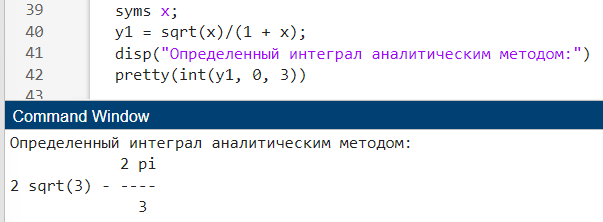 39 syms x;
40 y1 = sqrt(x)/(1 + x);
41 disp("Определенный интеграл аналитическим методом:")
42 pretty(int(y1, 0, 3))
43
Command Window
Определенный интеграл аналитическим методом:
2 pi
2 sqrt(3) - ----
3